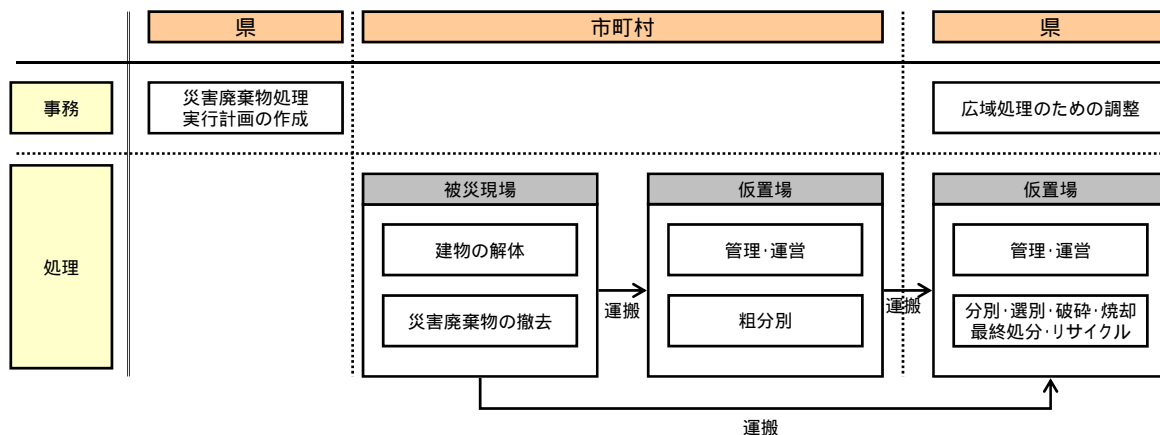 県
市町村
県
事務
災害廃棄物処理
実行計画の作成
広域処理のための調整
処理
被災現場
仮置場
仮置場
建物の解体
管理・運営
管理・運営
災害廃棄物の撤去
運搬
粗分別
運搬
分別・選別・破砕・焼却
最終処分・リサイクル
運搬